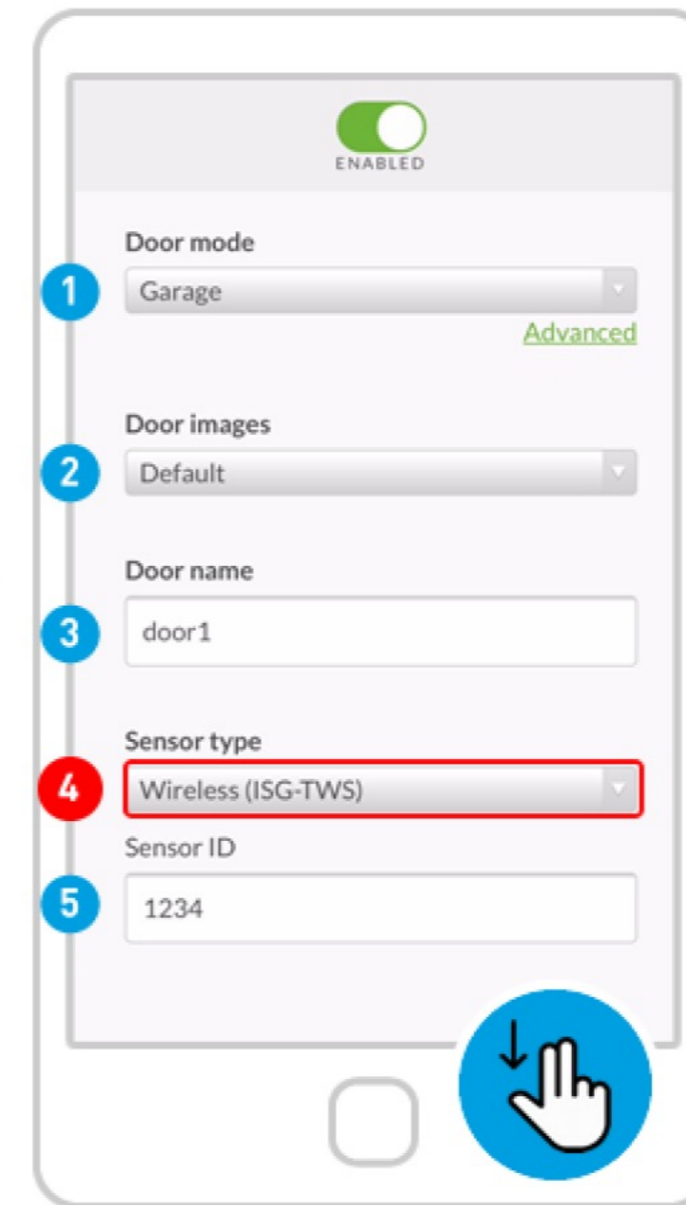 ENABLED
Door mode
1
Garage
Advanced
Door images
2
Default
Door name
3
door1
Sensor type
4
Wireless (ISG-TWS)
Sensor ID
5
1234